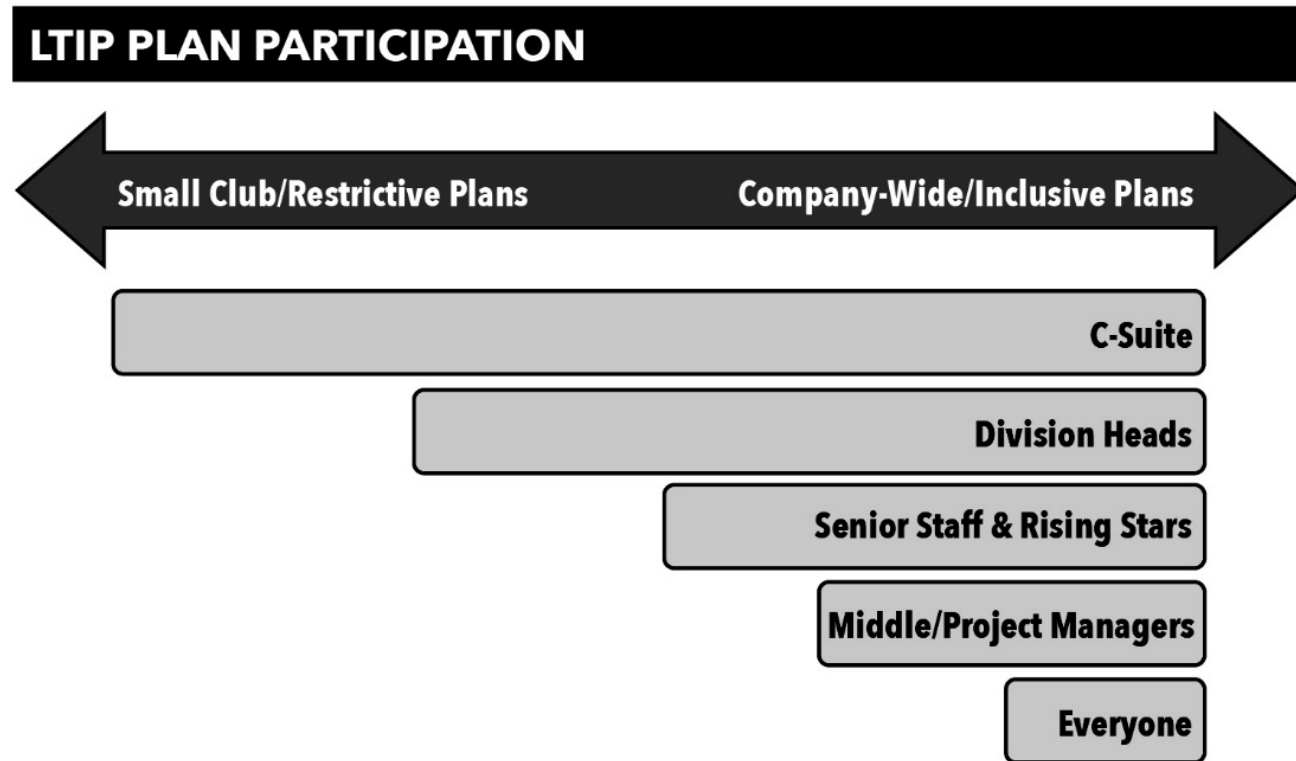 LTIP PLAN PARTICIPATION
Small Club/Restrictive Plans
Company-Wide/Inclusive Plans
C-Suite
Division Heads
Senior Staff & Rising Stars
Middle/Project Managers
Everyone